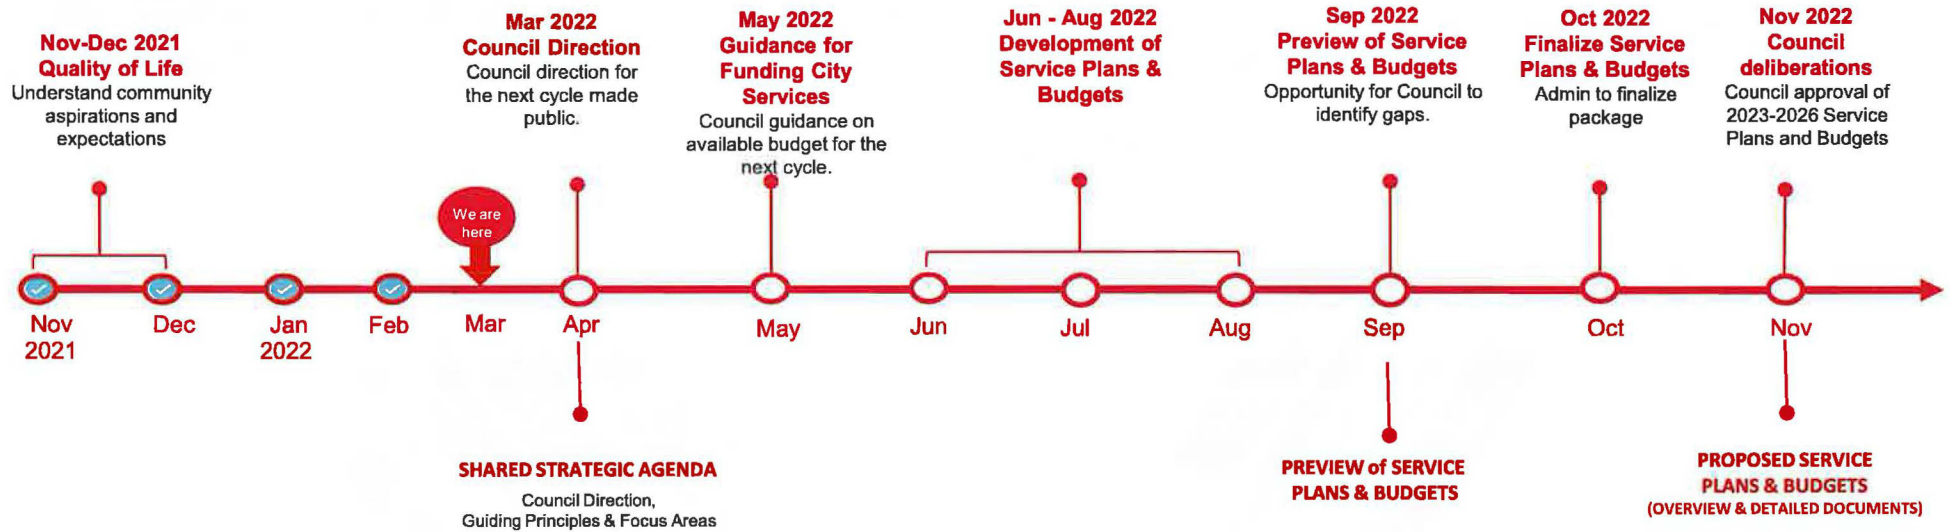 Nov-Dec 2021
Quality of Life
Understand community
aspirations and
expectations
Mar 2022
Council Direction
Council direction for
the next cycle made
public.
May 2022
Guidance for
Funding City
Services
Council guidance on
available budget for the
next cycle.
Jun - Aug 2022
Development of
Service Plans &
Budgets
Sep 2022
Preview of Service
Plans & Budgets
Opportunity for Council to
identify gaps.
Oct 2022
Finalize Service
Plans & Budgets
Admin to finalize
package
Nov 2022
Council
deliberations
Council approval of
2023-2026 Service
Plans and Budgets
We are
here
Nov
2021
Dec
Jan
2022
Feb
Mar
Apr
May
Jun
Jul
Aug
Sep
Oct
Nov
SHARED STRATEGIC AGENDA
Council Direction,
Guiding Principles & Focus Areas
PREVIEW of SERVICE
PLANS & BUDGETS
PROPOSED SERVICE
PLANS & BUDGETS
(OVERVIEW & DETAILED DOCUMENTS)